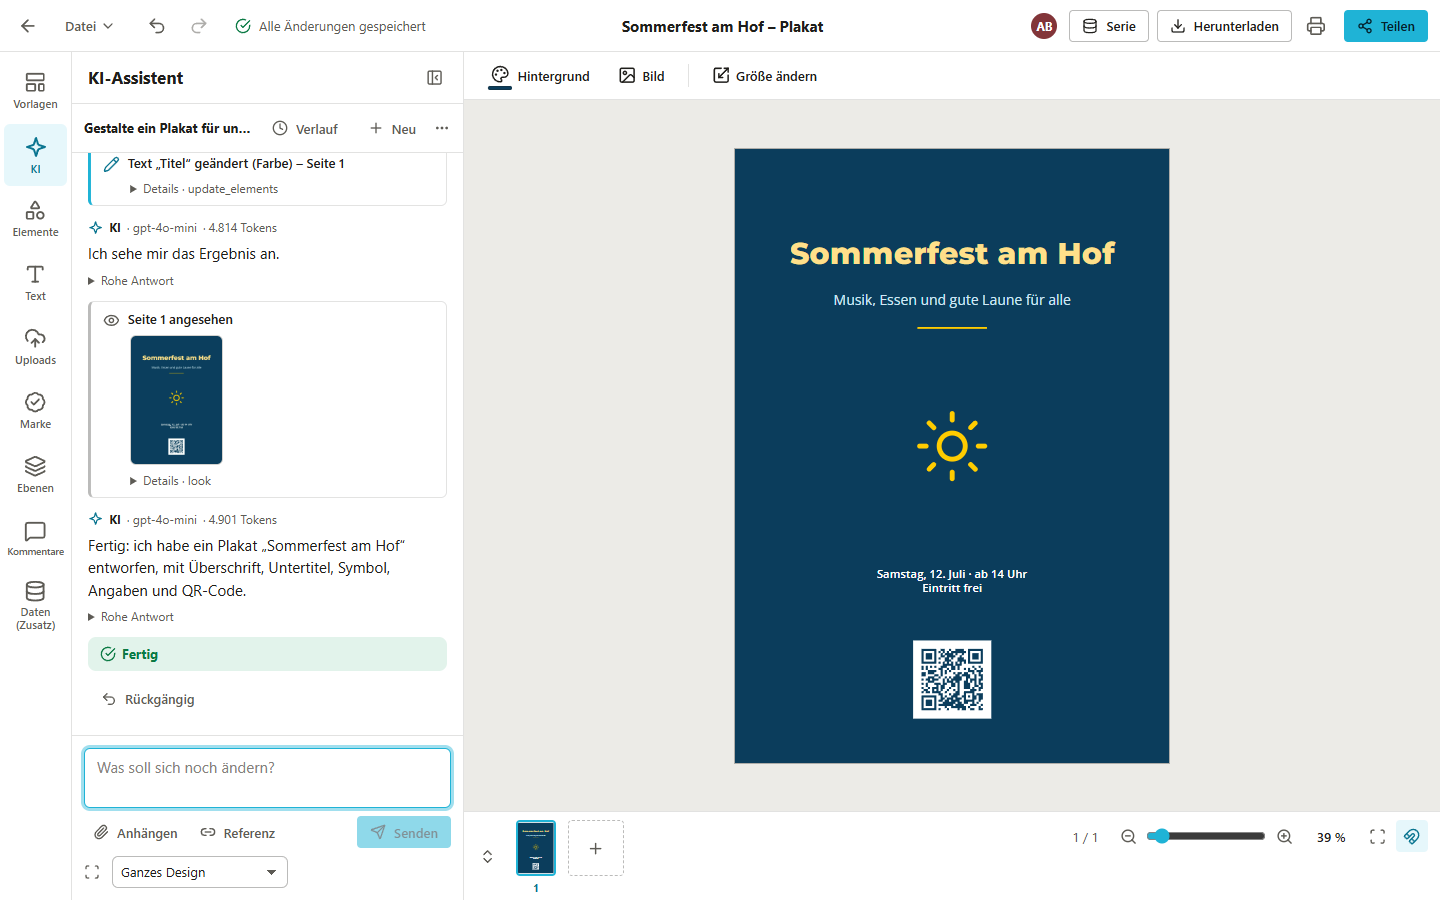 Datei
Alle Änderungen gespeichert
Sommerfest am Hof – Plakat
AB
Serie
Herunterladen
Teilen
Vorlagen
KI
Elemente
Text
Uploads
Marke
Ebenen
Kommentare
Daten
(Zusatz)
KI-Assistent
Gestalte ein Plakat für un...
Verlauf
Neu
Text „Titel“ geändert (Farbe) – Seite 1
Details · update_elements
KI · gpt-4o-mini · 4.814 Tokens
Ich sehe mir das Ergebnis an.
Rohe Antwort
Seite 1 angesehen
Sommerfest am Hof
Details · look
KI · gpt-4o-mini · 4.901 Tokens
Fertig: ich habe ein Plakat „Sommerfest am Hof“
entworfen, mit Überschrift, Untertitel, Symbol,
Angaben und QR-Code.
Rohe Antwort
Fertig
Rückgängig
Was soll sich noch ändern?
Anhängen
Referenz
Senden
Ganzes Design
Hintergrund
Bild
Größe ändern
Sommerfest am Hof
Musik, Essen und gute Laune für alle
Samstag, 12. Juli · ab 14 Uhr
Eintritt frei
1
1 / 1
39 %